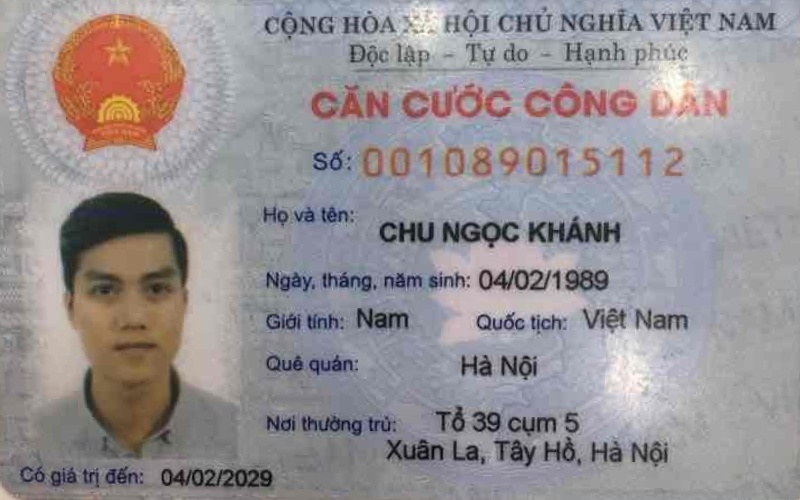 CỘNG HÒA XÃ HỘI CHỦ NGHĨA VIỆT NAM
Độc lập - Tự do - Hạnh phúc
CĂN CƯỚC CÔNG DÂN
Số: 001089015112
Họ và tên: CHU NGỌC KHÁNH
Ngày, tháng, năm sinh: 04/02/1989
Giới tính: Nam Quốc tịch: Việt Nam
Quê quán: Hà Nội
Nơi thường trú: Tổ 39 cụm 5
Xuân La, Tây Hồ, Hà Nội
Có giá trị đến: 04/02/2029